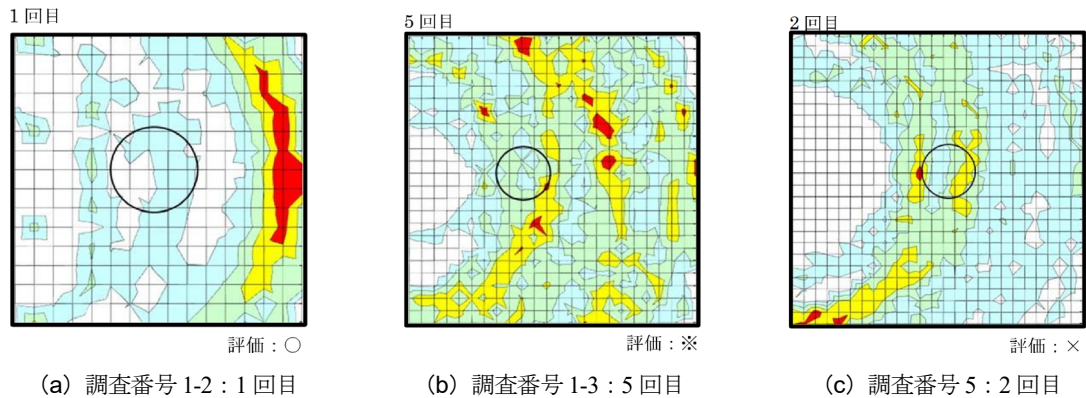 1 回目
5 回目
2 回目
評価：○
評価：※
評価：×
(a) 調査番号 1-2：1 回目
(b) 調査番号 1-3：5 回目
(c) 調査番号 5：2 回目